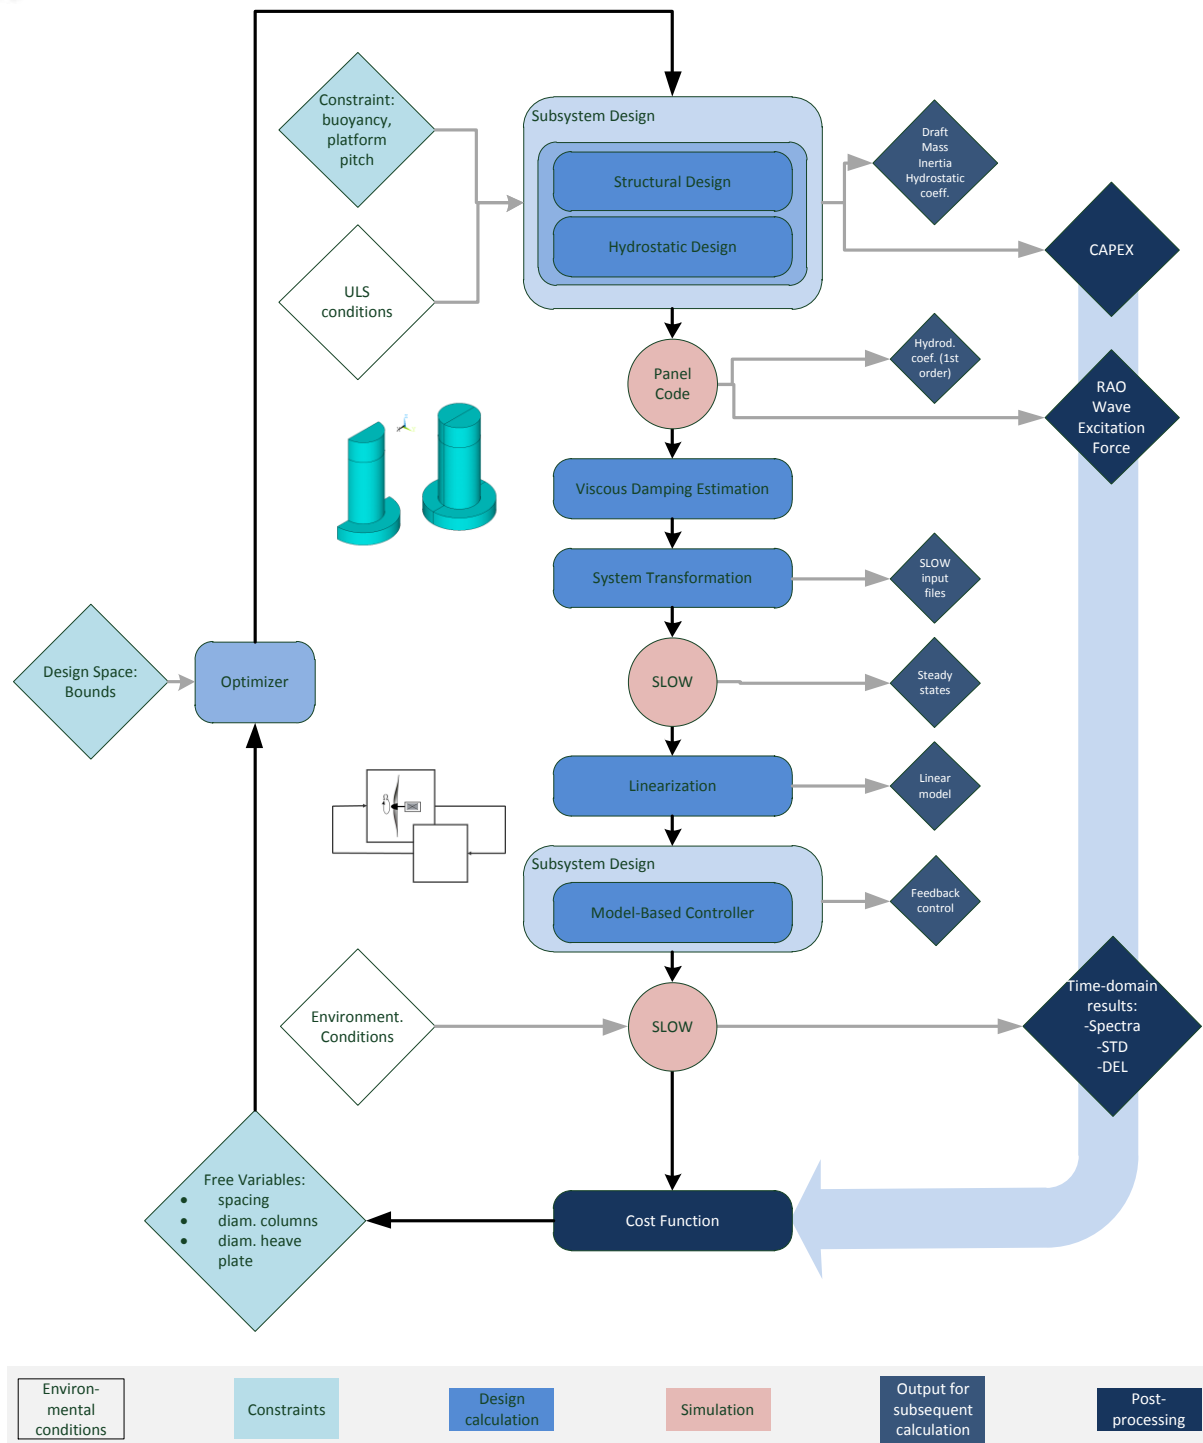 Constraint:
buoyancy,
platform
pitch
ULS
conditions
Subsystem Design
Structural Design
Hydrostatic Design
Draft
Mass
Inertia
Hydrostatic
coeff.
CAPEX
Panel
Code
Hydrod.
coef. (1st
order)
RAO
Wave
Excitation
Force
Viscous Damping Estimation
System Transformation
SLOW
input
files
Design Space:
Bounds
Optimizer
SLOW
Steady
states
Linearization
Linear
model
Subsystem Design
Model-Based Controller
Feedback
control
Environment.
Conditions
SLOW
Time-domain
results:
-Spectra
-STD
-DEL
Free Variables:
• spacing
• diam. columns
• diam. heave
plate
Cost Function
Environ-
mental
conditions
Constraints
Design
calculation
Simulation
Output for
subsequent
calculation
Post-
processing